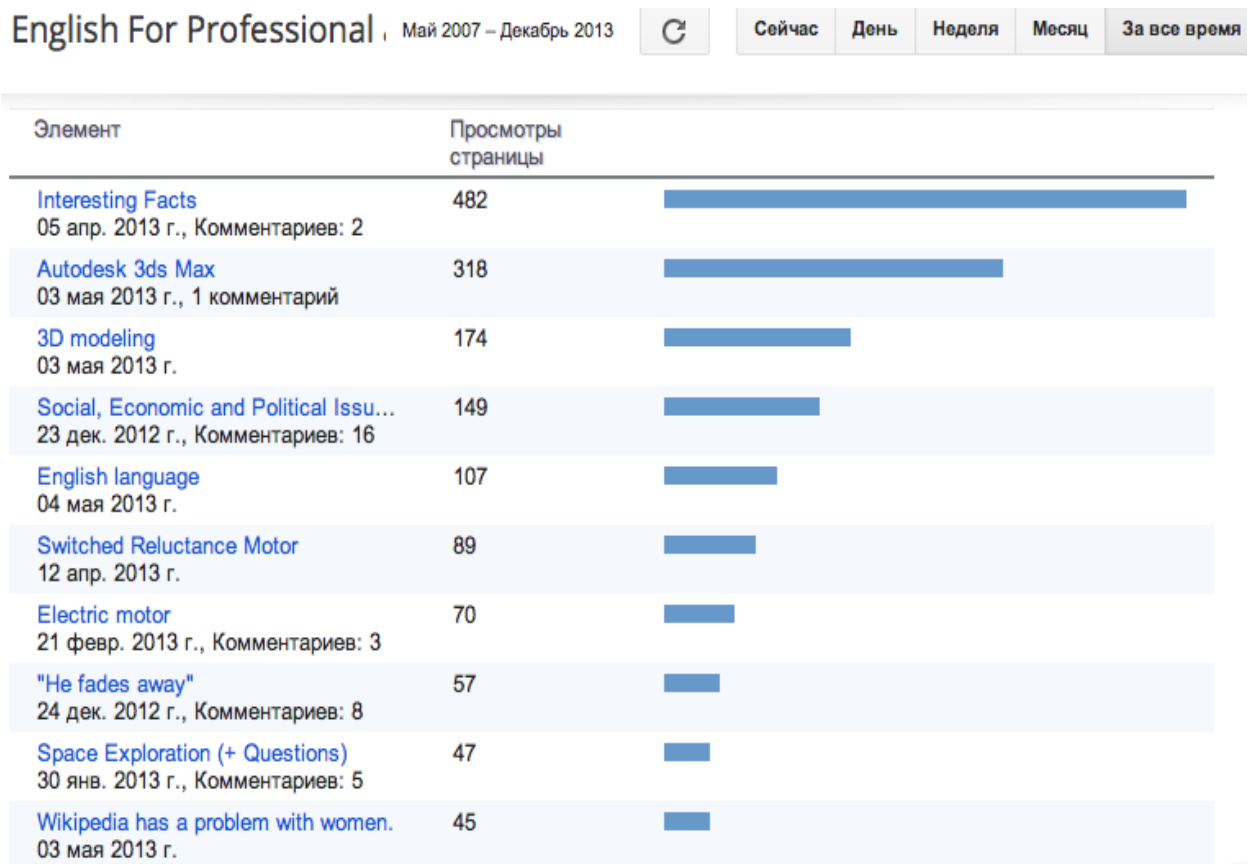 English For Professional Май 2007 – Декабрь 2013 Сейчас День Неделя Месяц За все время
Элемент Просмотры страницы
Interesting Facts 482
05 апр. 2013 г., Комментариев: 2
Autodesk 3ds Max 318
03 мая 2013 г., 1 комментарий
3D modeling 174
03 мая 2013 г.
Social, Economic and Political Issu... 149
23 дек. 2012 г., Комментариев: 16
English language 107
04 мая 2013 г.
Switched Reluctance Motor 89
12 апр. 2013 г.
Electric motor 70
21 февр. 2013 г., Комментариев: 3
"He fades away" 57
24 дек. 2012 г., Комментариев: 8
Space Exploration (+ Questions) 47
30 янв. 2013 г., Комментариев: 5
Wikipedia has a problem with women. 45
03 мая 2013 г.